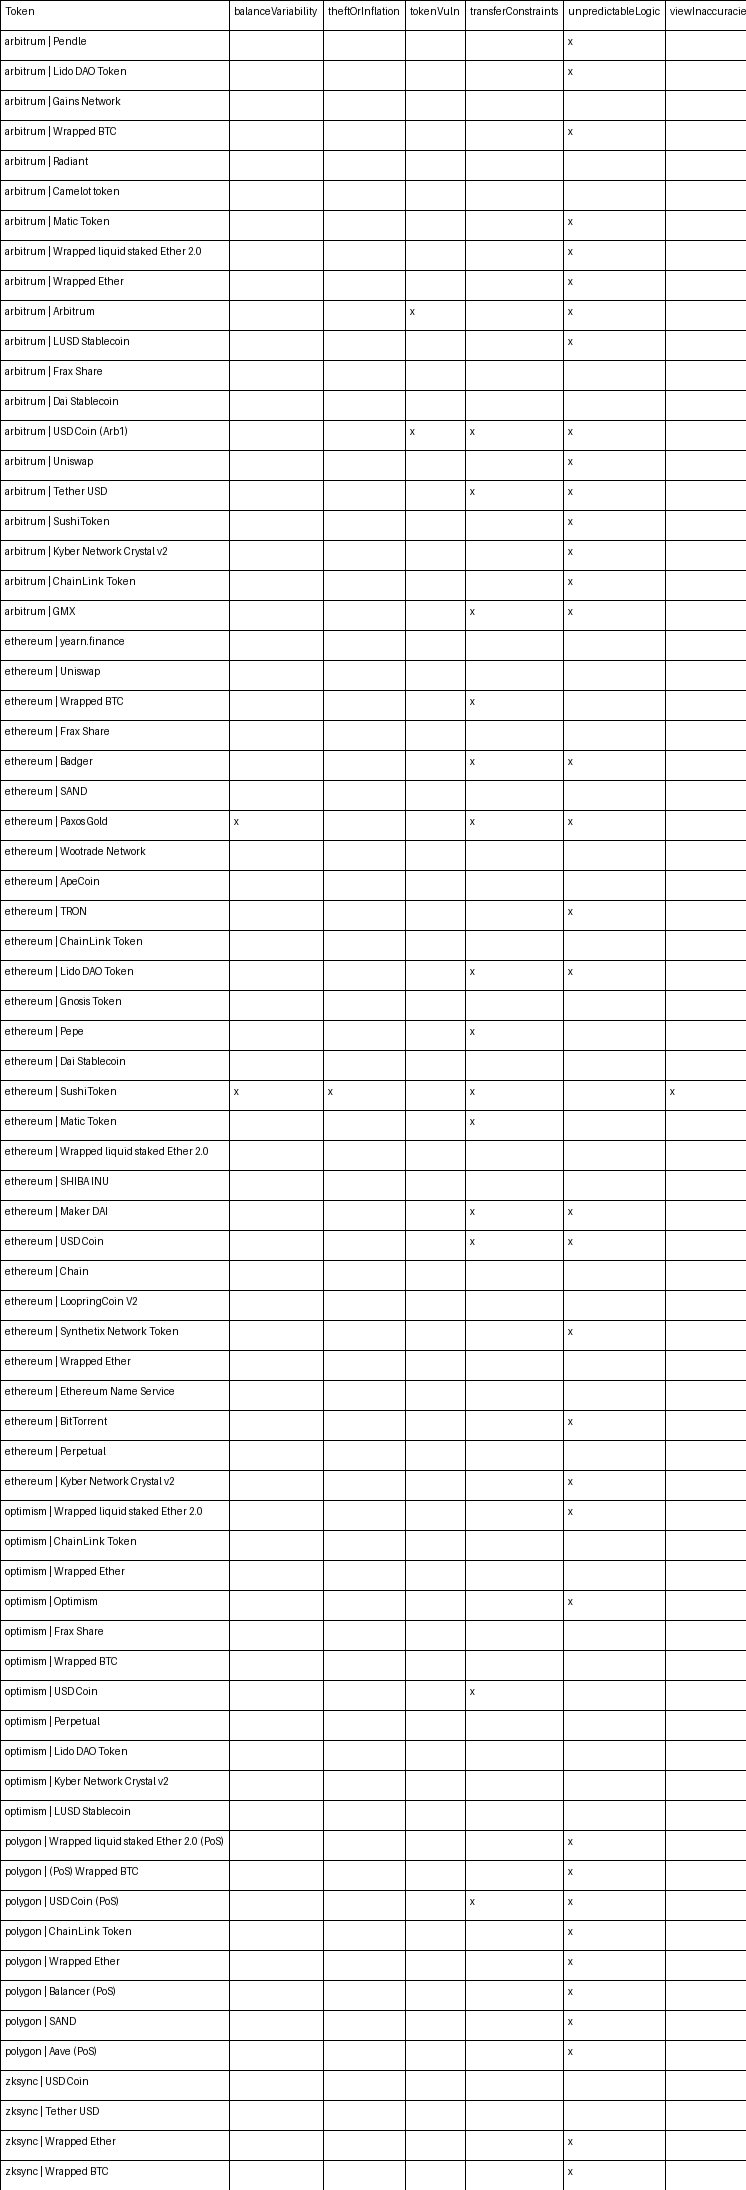 Token balanceVariability theftOrInflation tokenVuln transferConstraints unpredictableLogic viewInaccuracie
arbitrum | Pendle x
arbitrum | Lido DAO Token x
arbitrum | Gains Network
arbitrum | Wrapped BTC x
arbitrum | Radiant
arbitrum | Camelot token
arbitrum | Matic Token x
arbitrum | Wrapped liquid staked Ether 2.0 x
arbitrum | Wrapped Ether x
arbitrum | Arbitrum x x
arbitrum | LUSD Stablecoin x
arbitrum | Frax Share
arbitrum | Dai Stablecoin
arbitrum | USD Coin (Arb1) x x x
arbitrum | Uniswap x
arbitrum | Tether USD x x
arbitrum | SushiToken x
arbitrum | Kyber Network Crystal v2 x
arbitrum | ChainLink Token x
arbitrum | GMX x x
ethereum | yearn.finance
ethereum | Uniswap
ethereum | Wrapped BTC x
ethereum | Frax Share
ethereum | Badger x x
ethereum | SAND
ethereum | Paxos Gold x x x
ethereum | Wootrade Network
ethereum | ApeCoin
ethereum | TRON x
ethereum | ChainLink Token
ethereum | Lido DAO Token x x
ethereum | Gnosis Token
ethereum | Pepe x
ethereum | Dai Stablecoin
ethereum | SushiToken x x x x
ethereum | Matic Token x
ethereum | Wrapped liquid staked Ether 2.0
ethereum | SHIBA INU
ethereum | Maker DAI x x
ethereum | USD Coin x x
ethereum | Chain
ethereum | LoopringCoin V2
ethereum | Synthetix Network Token x
ethereum | Wrapped Ether
ethereum | Ethereum Name Service
ethereum | BitTorrent x
ethereum | Perpetual
ethereum | Kyber Network Crystal v2 x
optimism | Wrapped liquid staked Ether 2.0 x
optimism | ChainLink Token
optimism | Wrapped Ether
optimism | Optimism x
optimism | Frax Share
optimism | Wrapped BTC
optimism | USD Coin x
optimism | Perpetual
optimism | Lido DAO Token
optimism | Kyber Network Crystal v2
optimism | LUSD Stablecoin
polygon | Wrapped liquid staked Ether 2.0 (PoS) x
polygon | (PoS) Wrapped BTC x
polygon | USD Coin (PoS) x x
polygon | ChainLink Token x
polygon | Wrapped Ether x
polygon | Balancer (PoS) x
polygon | SAND x
polygon | Aave (PoS) x
zksync | USD Coin
zksync | Tether USD
zksync | Wrapped Ether x
zksync | Wrapped BTC x